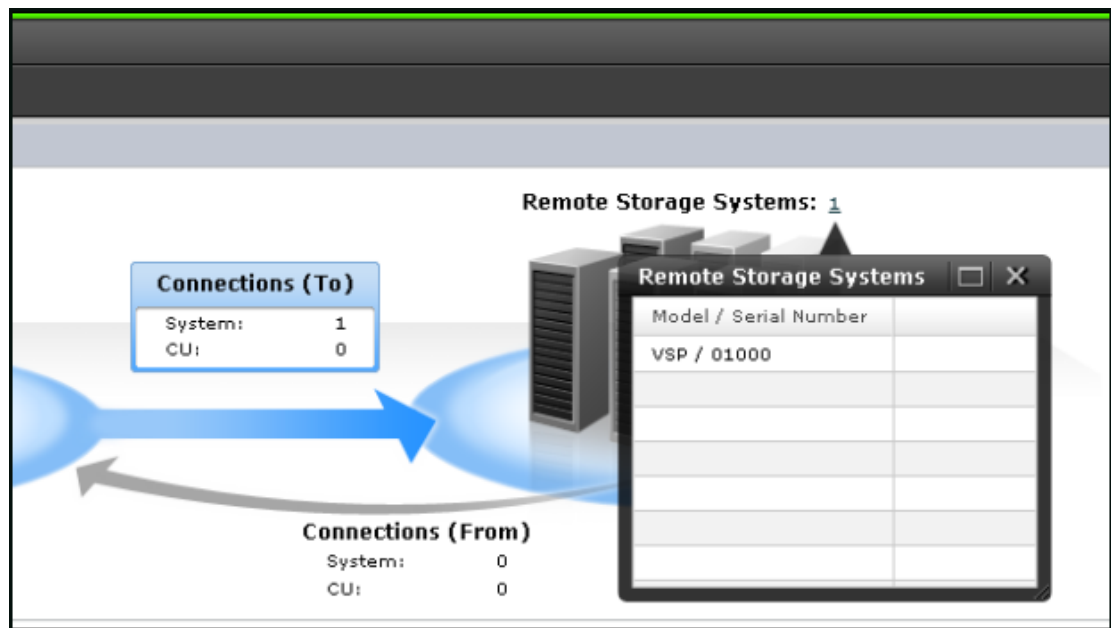 Remote Storage Systems: 1
Connections (To)
System: 1
CU: 0
Remote Storage Systems
Model / Serial Number
VSP / 01000
Connections (From)
System: 0
CU: 0